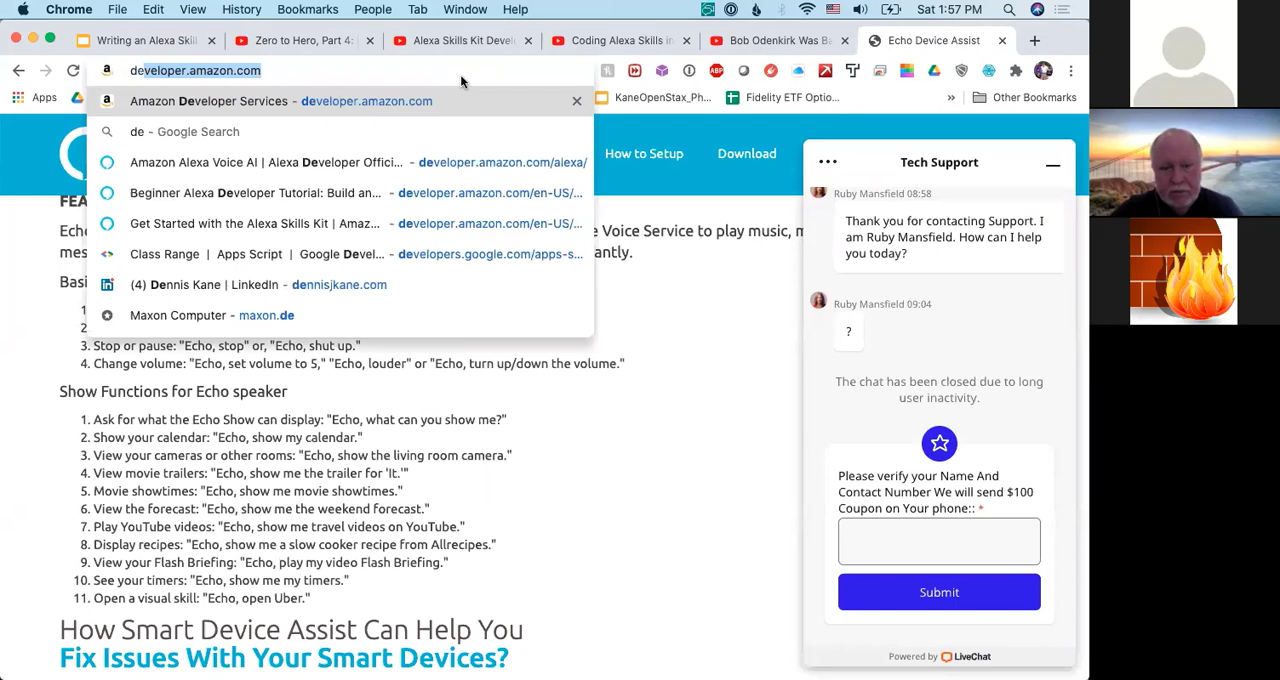 Chrome File Edit View History Bookmarks People Tab Window Help Sat 1:57 PM
Writing an Alexa Skil
Zero to Hero, Part 4:
Alexa Skills Kit Devel
Coding Alexa Skills in
Bob Odenkirk Was Be
Echo Device Assist
developer.amazon.com
Apps
KaneOpenStax_Ph...
Fidelity ETF Optio...
Other Bookmarks
Amazon Developer Services - developer.amazon.com
de - Google Search
Amazon Alexa Voice AI | Alexa Developer Offici... - developer.amazon.com/alexa/
Beginner Alexa Developer Tutorial: Build an... - developer.amazon.com/en-US/...
Get Started with the Alexa Skills Kit | Amaz... - developer.amazon.com/en-US/...
Class Range | Apps Script | Google Devel... - developers.google.com/apps-s...
(4) Dennis Kane | LinkedIn - dennisjkane.com
Maxon Computer - maxon.de
How to Setup Download
FEA
Echo
e Voice Service to play music, m
mes
antly.
Basi
1.
2.
3. Stop or pause: "Echo, stop" or, "Echo, shut up."
4. Change volume: "Echo, set volume to 5," "Echo, louder" or "Echo, turn up/down the volume."
Show Functions for Echo speaker
1. Ask for what the Echo Show can display: "Echo, what can you show me?"
2. Show your calendar: "Echo, show my calendar."
3. View your cameras or other rooms: "Echo, show the living room camera."
4. View movie trailers: "Echo, show me the trailer for 'It.'"
5. Movie showtimes: "Echo, show me movie showtimes."
6. View the forecast: "Echo, show me the weekend forecast."
7. Play YouTube videos: "Echo, show me travel videos on YouTube."
8. Display recipes: "Echo, show me a slow cooker recipe from Allrecipes."
9. View your Flash Briefing: "Echo, play my video Flash Briefing."
10. See your timers: "Echo, show me my timers."
11. Open a visual skill: "Echo, open Uber."
How Smart Device Assist Can Help You
Fix Issues With Your Smart Devices?
Tech Support
Ruby Mansfield 08:58
Thank you for contacting Support. I
am Ruby Mansfield. How can I help
you today?
Ruby Mansfield 09:04
?
The chat has been closed due to long
user inactivity.
Please verify your Name And
Contact Number We will send $100
Coupon on Your phone:: *
Submit
Powered by LiveChat